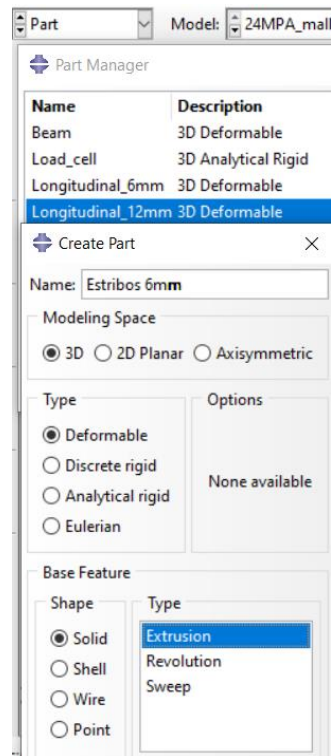 Part Model: 24MPA_mall
Part Manager
Name Description
Beam 3D Deformable
Load_cell 3D Analytical Rigid
Longitudinal_6mm 3D Deformable
Longitudinal_12mm 3D Deformable
Create Part
Name: Estribos 6mm
Modeling Space
3D 2D Planar Axisymmetric
Type Options
Deformable
Discrete rigid
None available
Analytical rigid
Eulerian
Base Feature
Shape Type
Solid Extrusion
Shell Revolution
Wire Sweep
Point